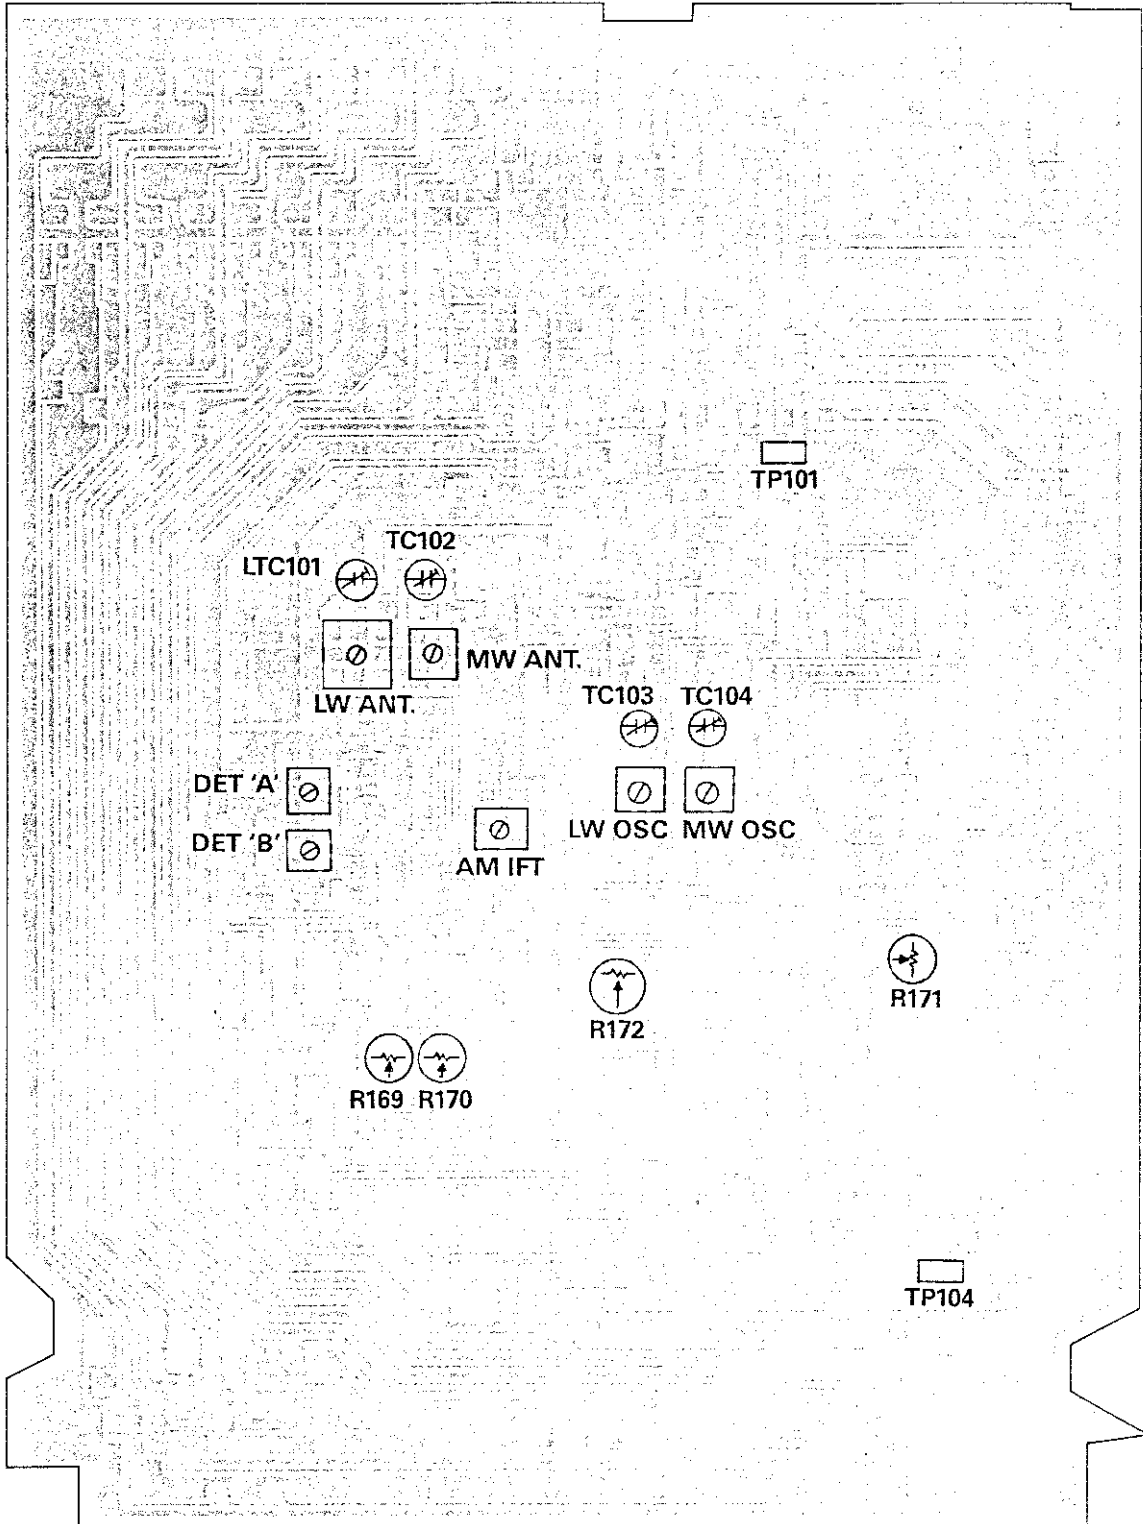 TP101
TC102
LTC101
MW ANT.
LW ANT.
TC103 TC104
DET 'A'
DET 'B'
LW OSC MW OSC
AM IFT
R171
R172
R169 R170
TP104